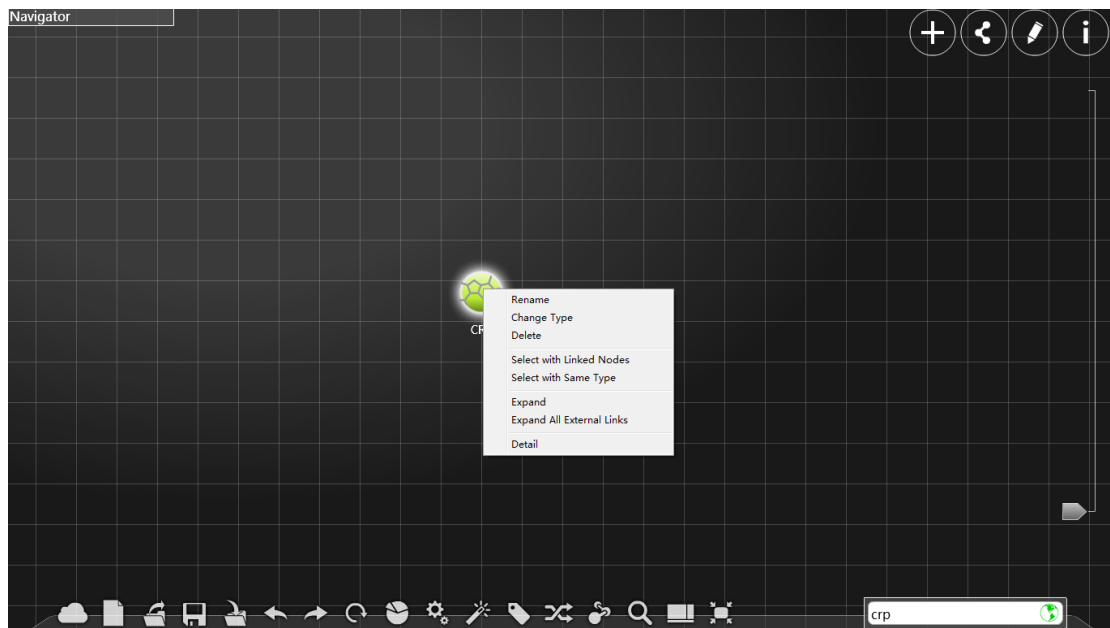 Navigator
Rename
Change Type
Delete
Select with Linked Nodes
Select with Same Type
Expand
Expand All External Links
Detail
crp